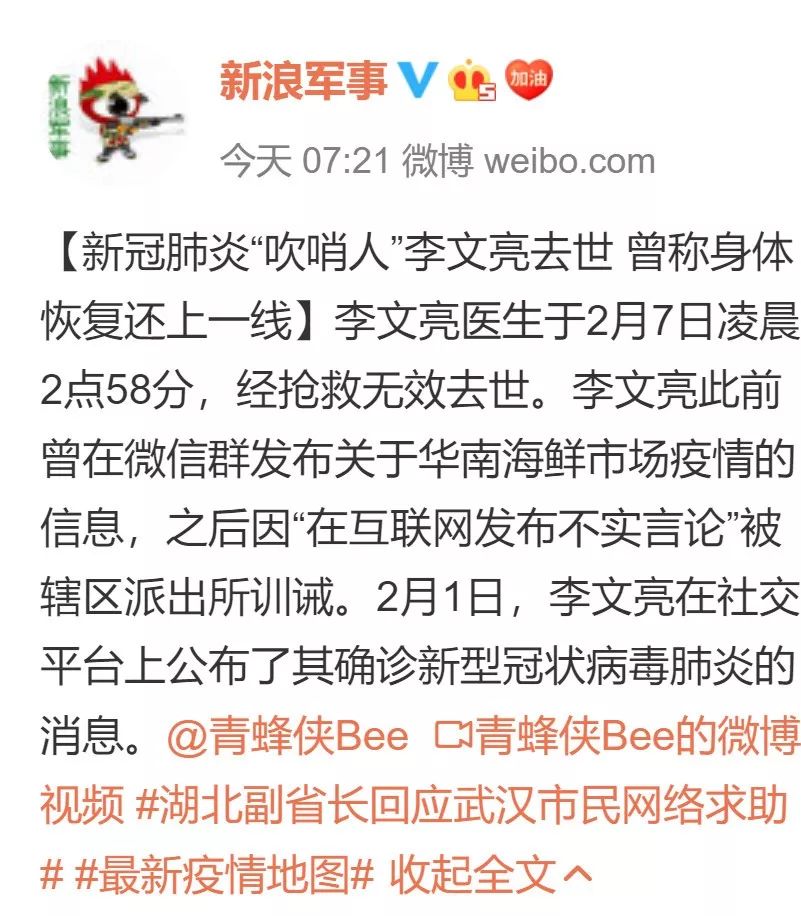 新浪军事
新浪军事
加油
5
今天 07:21 微博 weibo.com
【新冠肺炎“吹哨人”李文亮去世 曾称身体
恢复还上一线】李文亮医生于2月7日凌晨
2点58分，经抢救无效去世。李文亮此前
曾在微信群发布关于华南海鲜市场疫情的
信息，之后因“在互联网发布不实言论”被
辖区派出所训诫。2月1日，李文亮在社交
平台上公布了其确诊新型冠状病毒肺炎的
消息。@青蜂侠Bee 青蜂侠Bee的微博
视频 #湖北副省长回应武汉市民网络求助
# #最新疫情地图# 收起全文